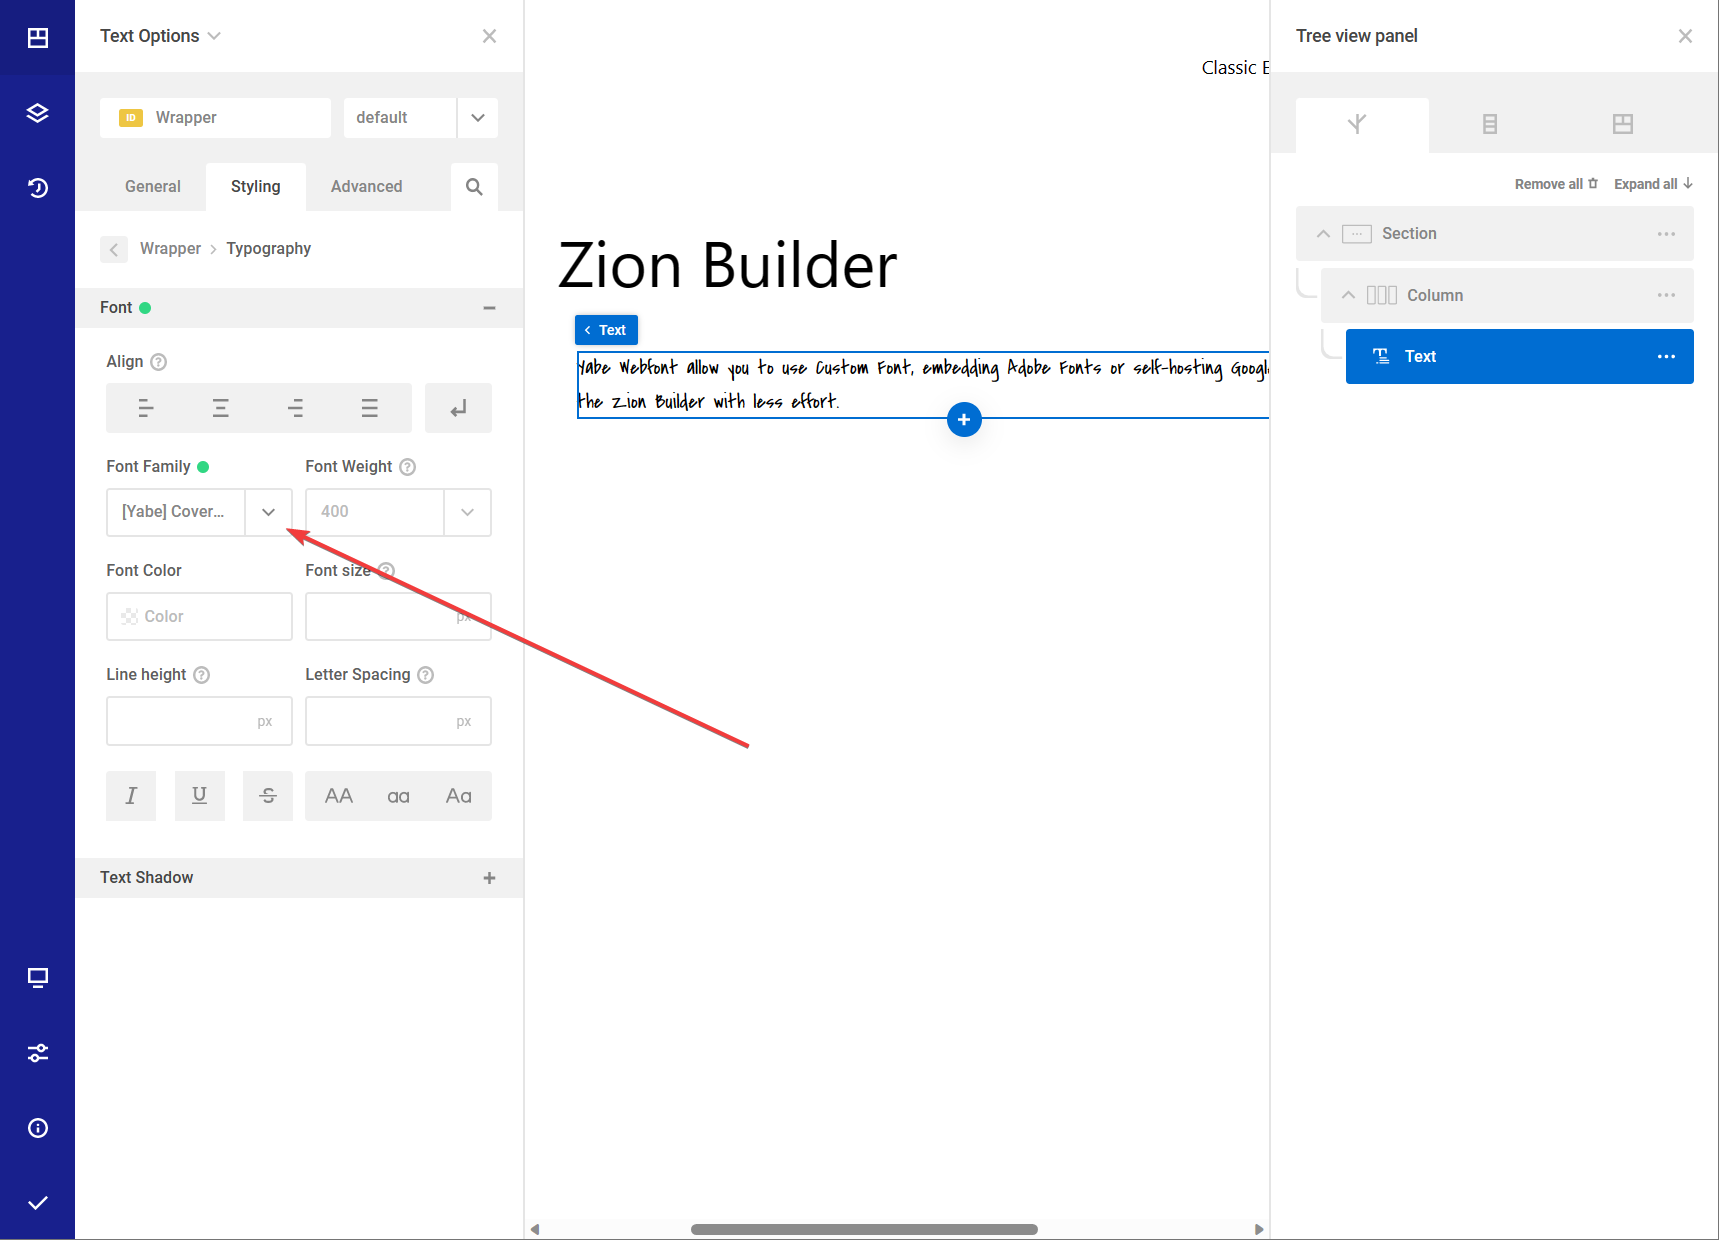 Text Options
ID Wrapper
default
General
Styling
Advanced
Wrapper > Typography
Font
Align ?
Font Family
Font Weight ?
[Yabe] Cover...
400
Font Color
Font size ?
Color
px
Line height ?
Letter Spacing ?
px
px
I
U
S
AA
aa
Aa
Text Shadow
Classic E
Zion Builder
Text
Yabe Webfont allow you to use Custom Font, embedding Adobe Fonts or self-hosting Googl
the Zion Builder with less effort.
Tree view panel
Remove all
Expand all
Section
Column
Text